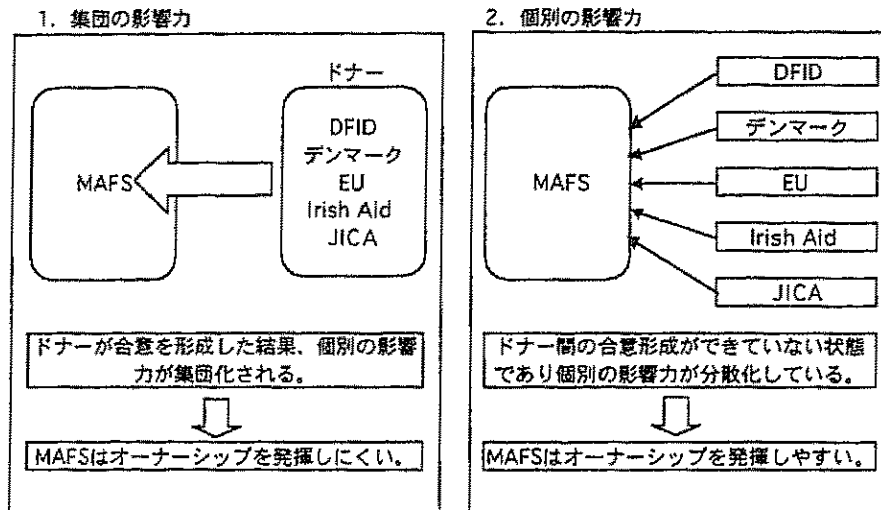 1. 集団の影響力
ドナー
MAFS
DFID
デンマーク
EU
Irish Aid
JICA
ドナーが合意を形成した結果、個別の影響
力が集団化される。
MAFSはオーナーシップを発揮しにくい。
2. 個別の影響力
MAFS
DFID
デンマーク
EU
Irish Aid
JICA
ドナー間の合意形成ができていない状態
であり個別の影響力が分散化している。
MAFSはオーナーシップを発揮しやすい。